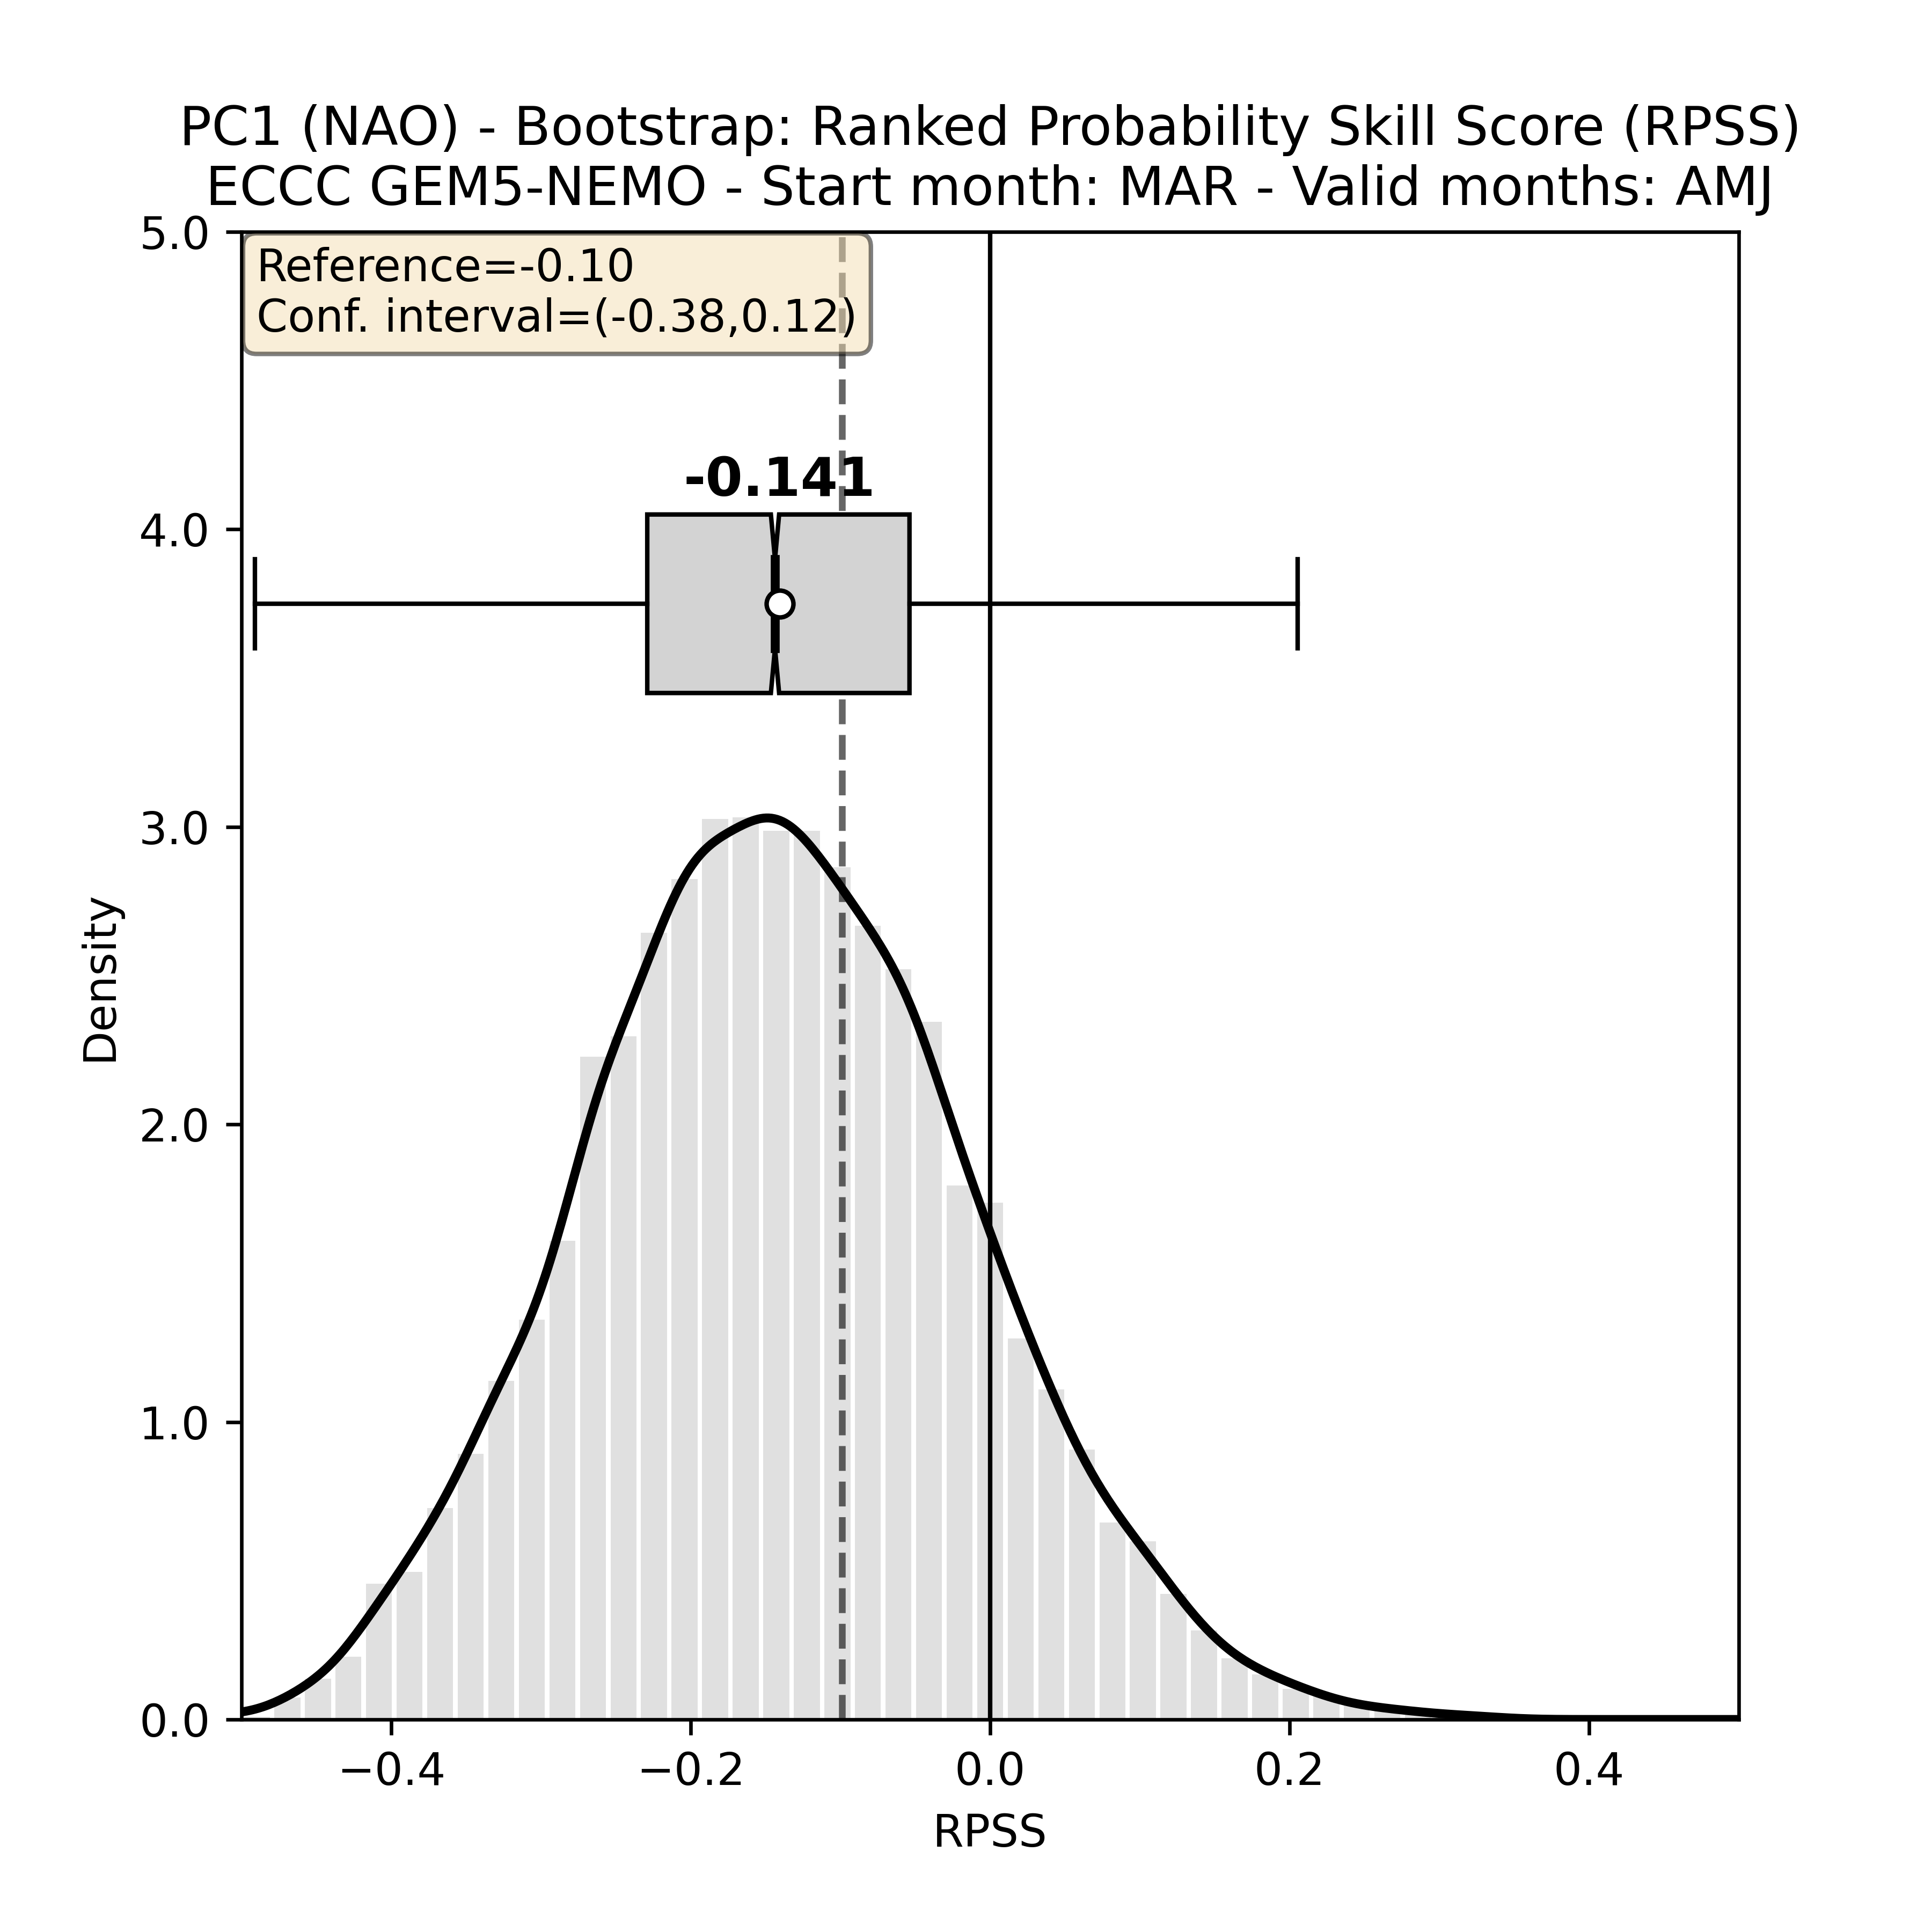 PC1 (NAO) - Bootstrap: Ranked Probability Skill Score (RPSS)
ECCC GEM5-NEMO - Start month: MAR - Valid months: AMJ
5.0
Reference=-0.10
Conf. interval=(-0.38,0.12)
-0.141
4.0
3.0
Density
2.0
1.0
0.0
−0.4
−0.2
0.0
0.2
0.4
RPSS